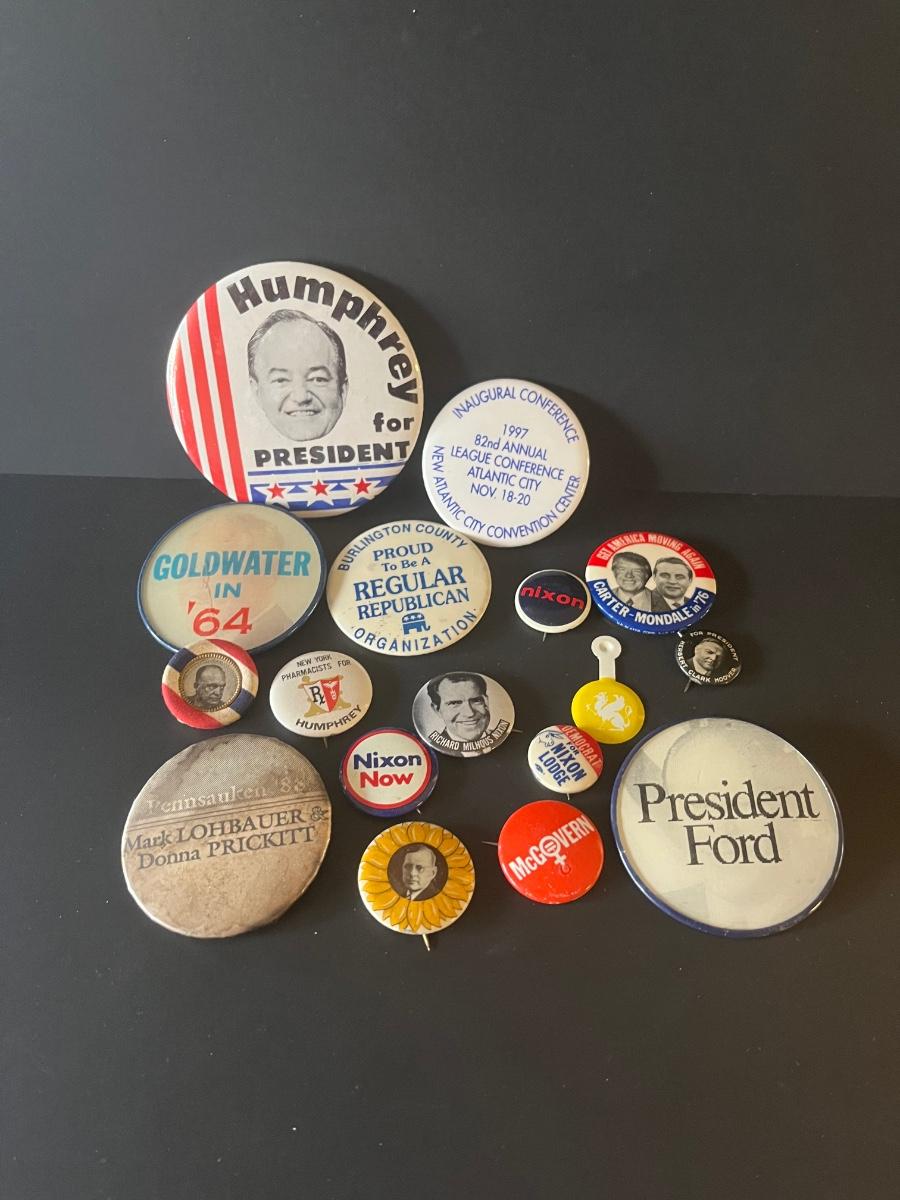 Humphrey
for
PRESIDENT
INAUGURAL CONFERENCE
1997
82nd ANNUAL
LEAGUE CONFERENCE
ATLANTIC CITY
NOV. 18-20
NEW ATLANTIC CITY CONVENTION CENTER
GOLDWATER
IN
'64
BURLINGTON COUNTY
PROUD
To Be A
REGULAR
REPUBLICAN
ORGANIZATION
nixon
GET AMERICA MOVING AGAIN
CARTER-MONDALE in '76
FOR PRESIDENT
HERBERT CLARK HOOVER
NEW YORK
PHARMACISTS FOR
HUMPHREY
RICHARD MILHOUS NIXON
Nixon
Now
DEMOCRAT
FOR
NIXON
LODGE
Pennsauken '88
Mark LOHBAUER &
Donna PRICKITT
McGOVERN
President
Ford